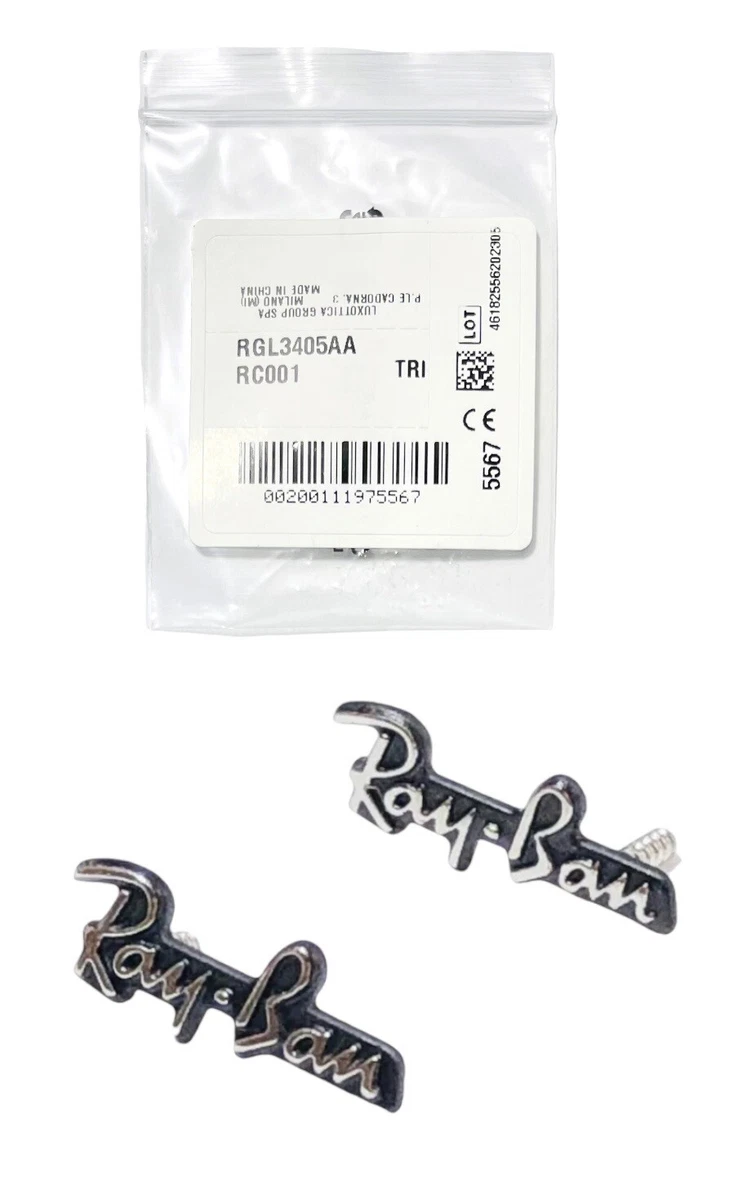 LUXOTTICA GROUP SPA
P.LE CADORNA, 3 MILANO (MI)
MADE IN CHINA
RGL3405AA
RC001
TRI
LOT
46182556202305
CE
5567
00200111975567
Ray-Ban
Ray-Ban